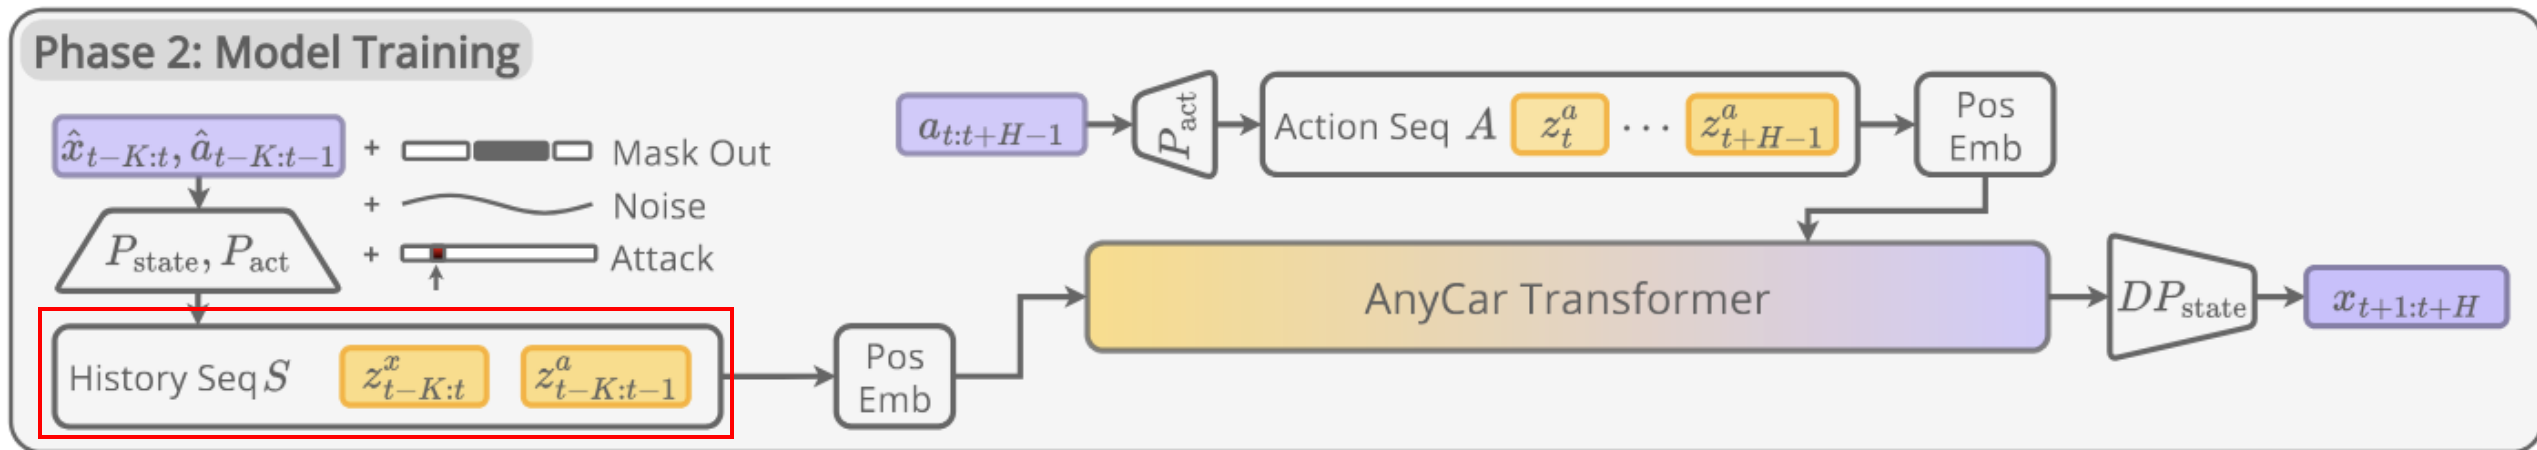 Phase 2: Model Training
x̂_{t−K:t}, â_{t−K:t−1}
+ Mask Out
+ Noise
+ Attack
P_state, P_act
History Seq S z^x_{t−K:t} z^a_{t−K:t−1}
Pos
Emb
a_{t:t+H−1}
P_act
Action Seq A z^a_t ⋯ z^a_{t+H−1}
Pos
Emb
AnyCar Transformer
DP_state
x_{t+1:t+H}